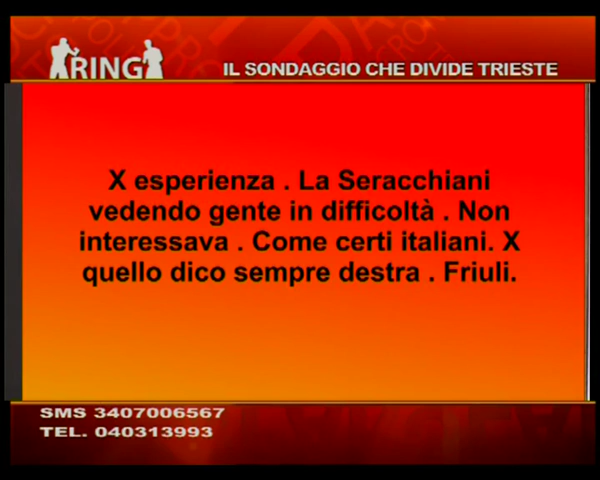 RING
IL SONDAGGIO CHE DIVIDE TRIESTE
X esperienza . La Seracchiani
vedendo gente in difficoltà . Non
interessava . Come certi italiani. X
quello dico sempre destra . Friuli.
SMS 3407006567
TEL. 040313993